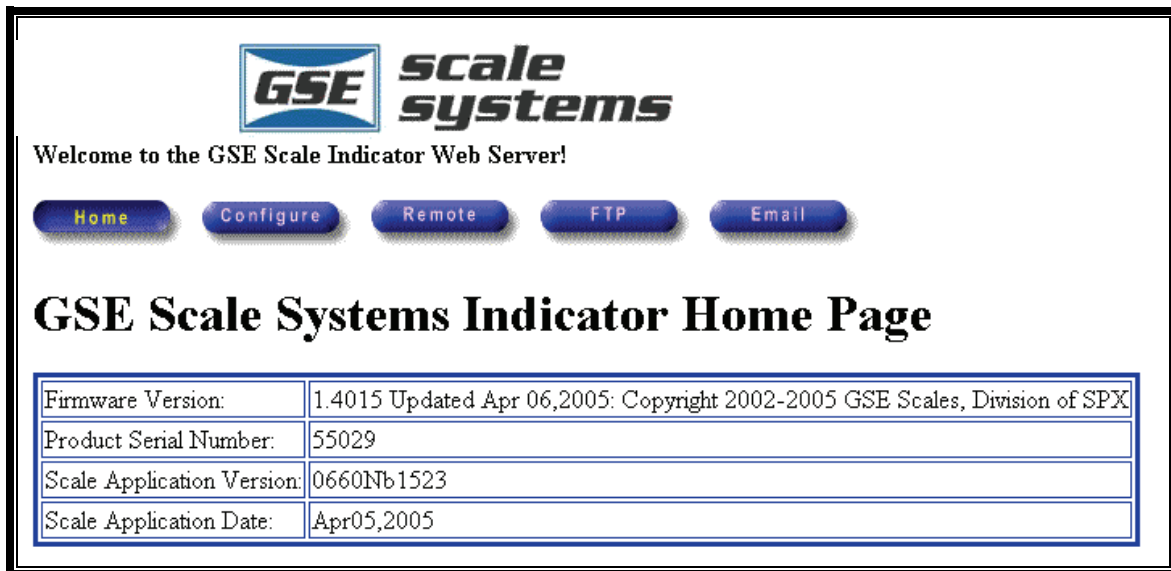 GSE scale
systems
Welcome to the GSE Scale Indicator Web Server!
Home Configure Remote FTP Email
GSE Scale Systems Indicator Home Page
Firmware Version: 1.4015 Updated Apr 06,2005: Copyright 2002-2005 GSE Scales, Division of SPX
Product Serial Number: 55029
Scale Application Version: 0660Nb1523
Scale Application Date: Apr05,2005